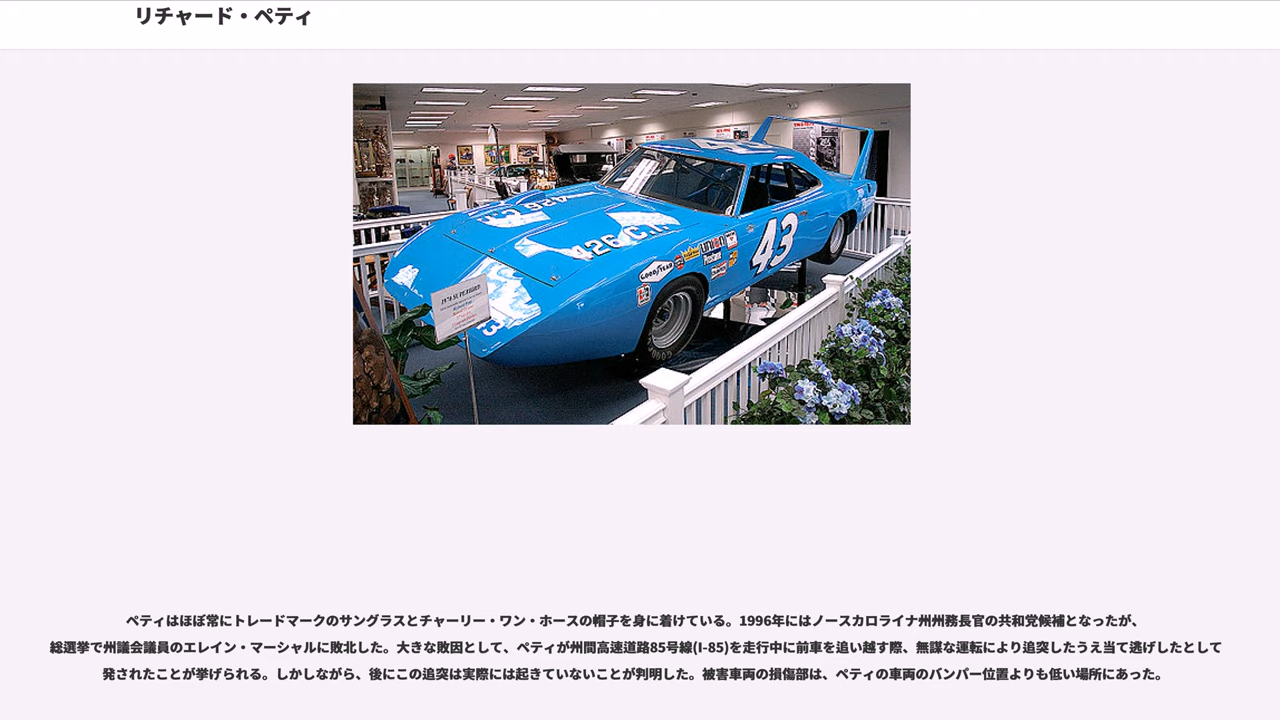 リチャード・ペティ
426 C.I.
426 C.I.
43
GOODYEAR
ペティはほぼ常にトレードマークのサングラスとチャーリー・ワン・ホースの帽子を身に着けている。1996年にはノースカロライナ州州務長官の共和党候補となったが、
総選挙で州議会議員のエレイン・マーシャルに敗北した。大きな敗因として、ペティが州間高速道路85号線(I-85)を走行中に前車を追い越す際、無謀な運転により追突したうえ当て逃げしたとして
発されたことが挙げられる。しかしながら、後にこの追突は実際には起きていないことが判明した。被害車両の損傷部は、ペティの車両のバンパー位置よりも低い場所にあった。